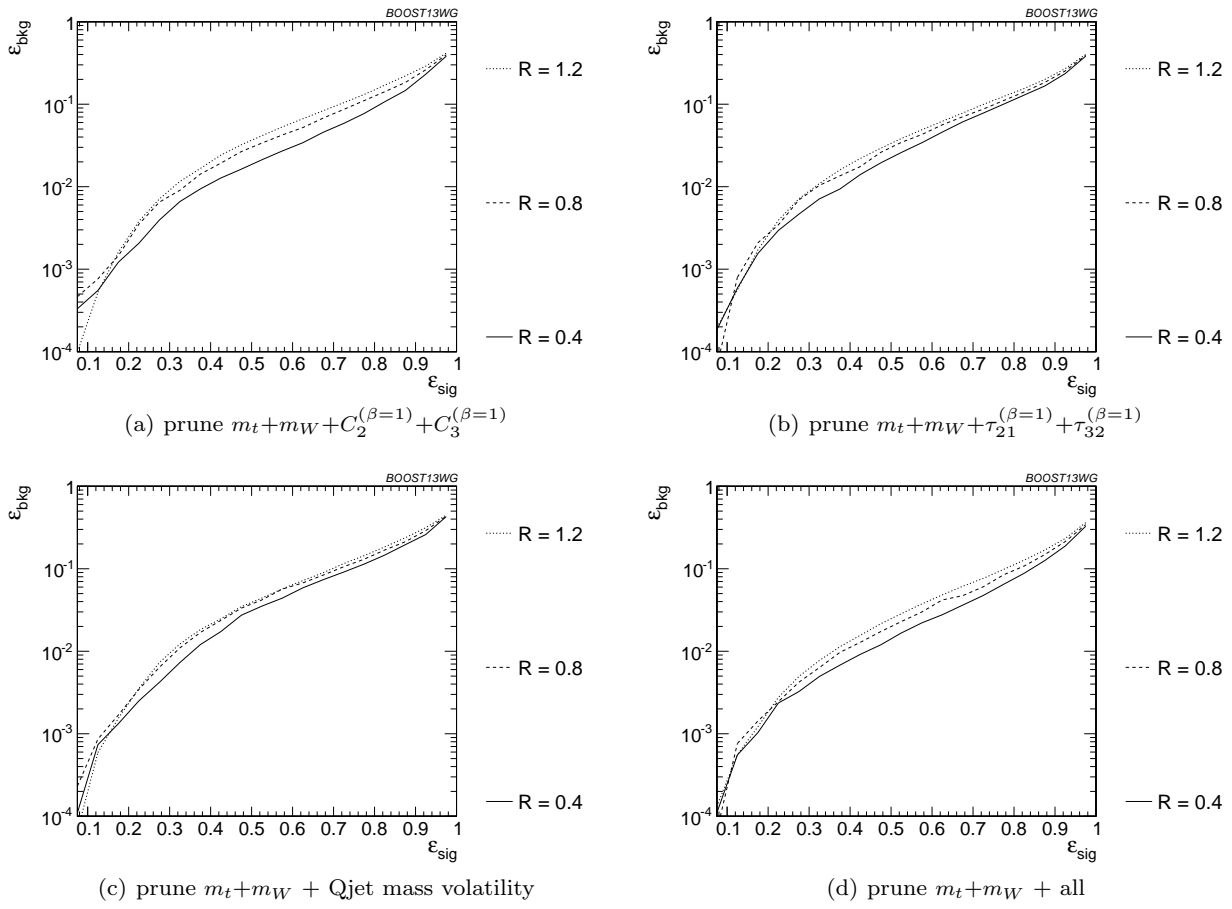 BOOST13WG
ε_bkg
1
10^-1
10^-2
10^-3
10^-4
0.1 0.2 0.3 0.4 0.5 0.6 0.7 0.8 0.9 1
ε_sig
R = 1.2
R = 0.8
R = 0.4
(a) prune m_t+m_W+C_2^(β=1)+C_3^(β=1)
BOOST13WG
ε_bkg
1
10^-1
10^-2
10^-3
10^-4
0.1 0.2 0.3 0.4 0.5 0.6 0.7 0.8 0.9 1
ε_sig
R = 1.2
R = 0.8
R = 0.4
(b) prune m_t+m_W+τ_21^(β=1)+τ_32^(β=1)
BOOST13WG
ε_bkg
1
10^-1
10^-2
10^-3
10^-4
0.1 0.2 0.3 0.4 0.5 0.6 0.7 0.8 0.9 1
ε_sig
R = 1.2
R = 0.8
R = 0.4
(c) prune m_t+m_W + Qjet mass volatility
BOOST13WG
ε_bkg
1
10^-1
10^-2
10^-3
10^-4
0.1 0.2 0.3 0.4 0.5 0.6 0.7 0.8 0.9 1
ε_sig
R = 1.2
R = 0.8
R = 0.4
(d) prune m_t+m_W + all